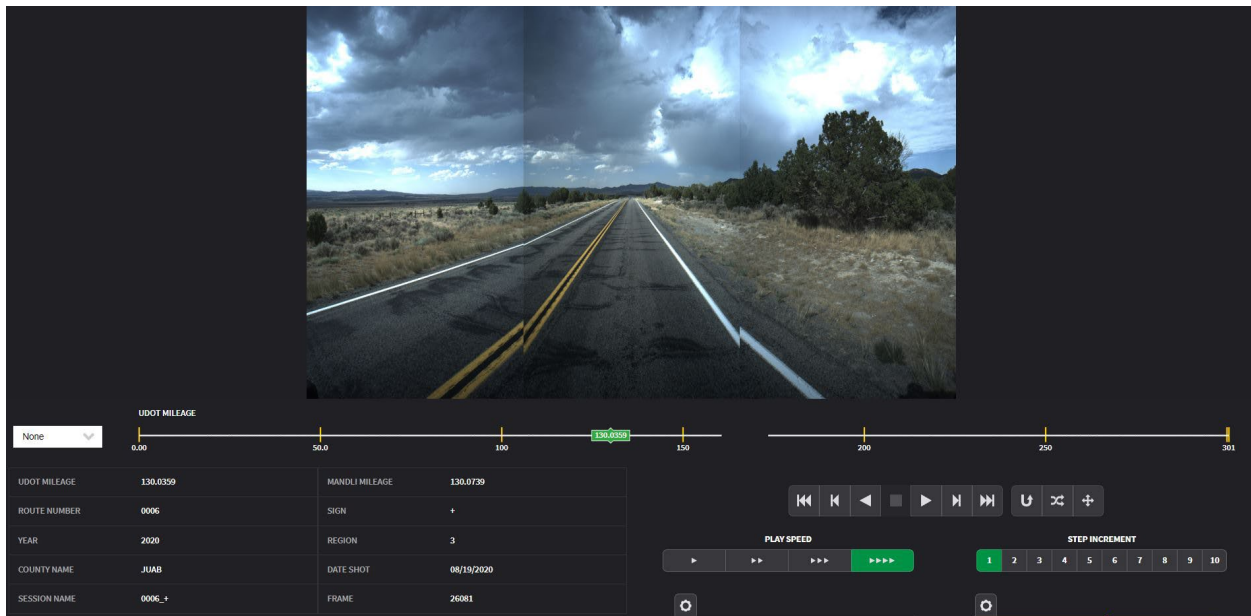 UDOT MILEAGE
None
130.0359
0.00 50.0 100 150 200 250 301
UDOT MILEAGE 130.0359 MANDLI MILEAGE 130.0739
ROUTE NUMBER 0006 SIGN +
YEAR 2020 REGION 3
PLAY SPEED STEP INCREMENT
1 2 3 4 5 6 7 8 9 10
COUNTY NAME JUAB DATE SHOT 08/19/2020
SESSION NAME 0006_+ FRAME 26081